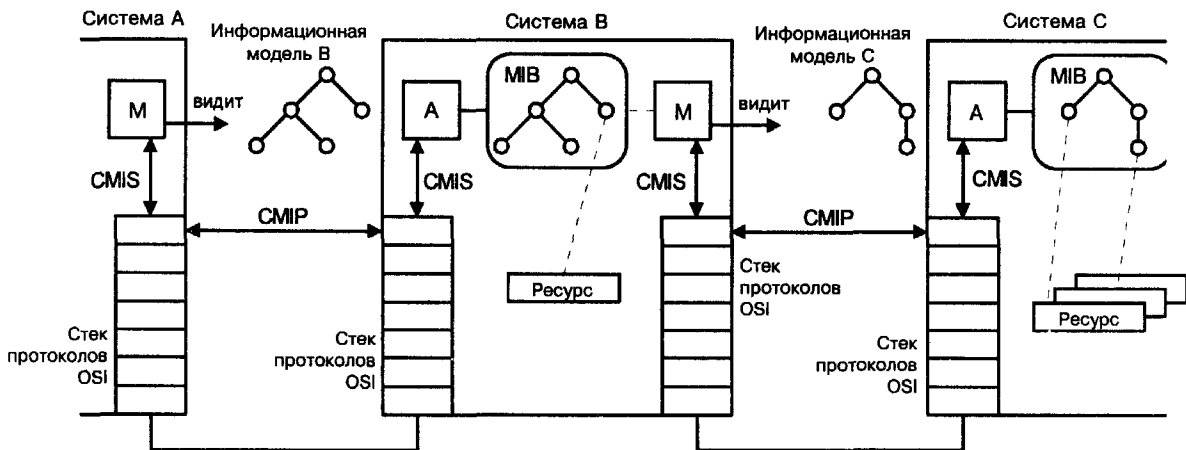 Система A
Информационная
модель B
M
видит
CMIS
CMIP
Стек
протоколов
OSI
Система B
A
MIB
M
видит
CMIS
CMIS
Ресурс
Стек
протоколов
OSI
Стек
протоколов
OSI
Информационная
модель C
CMIP
Система C
A
MIB
CMIS
Ресурс
Стек
протоколов
OSI